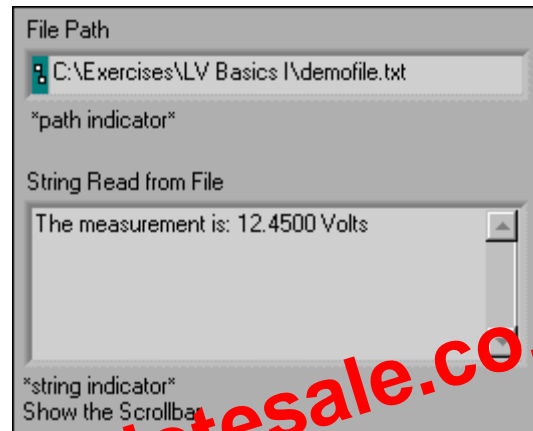 File Path
C:\Exercises\LV Basics I\demofile.txt
*path indicator*
String Read from File
The measurement is: 12.4500 Volts
*string indicator*
Show the Scrollbar
tesale.co.